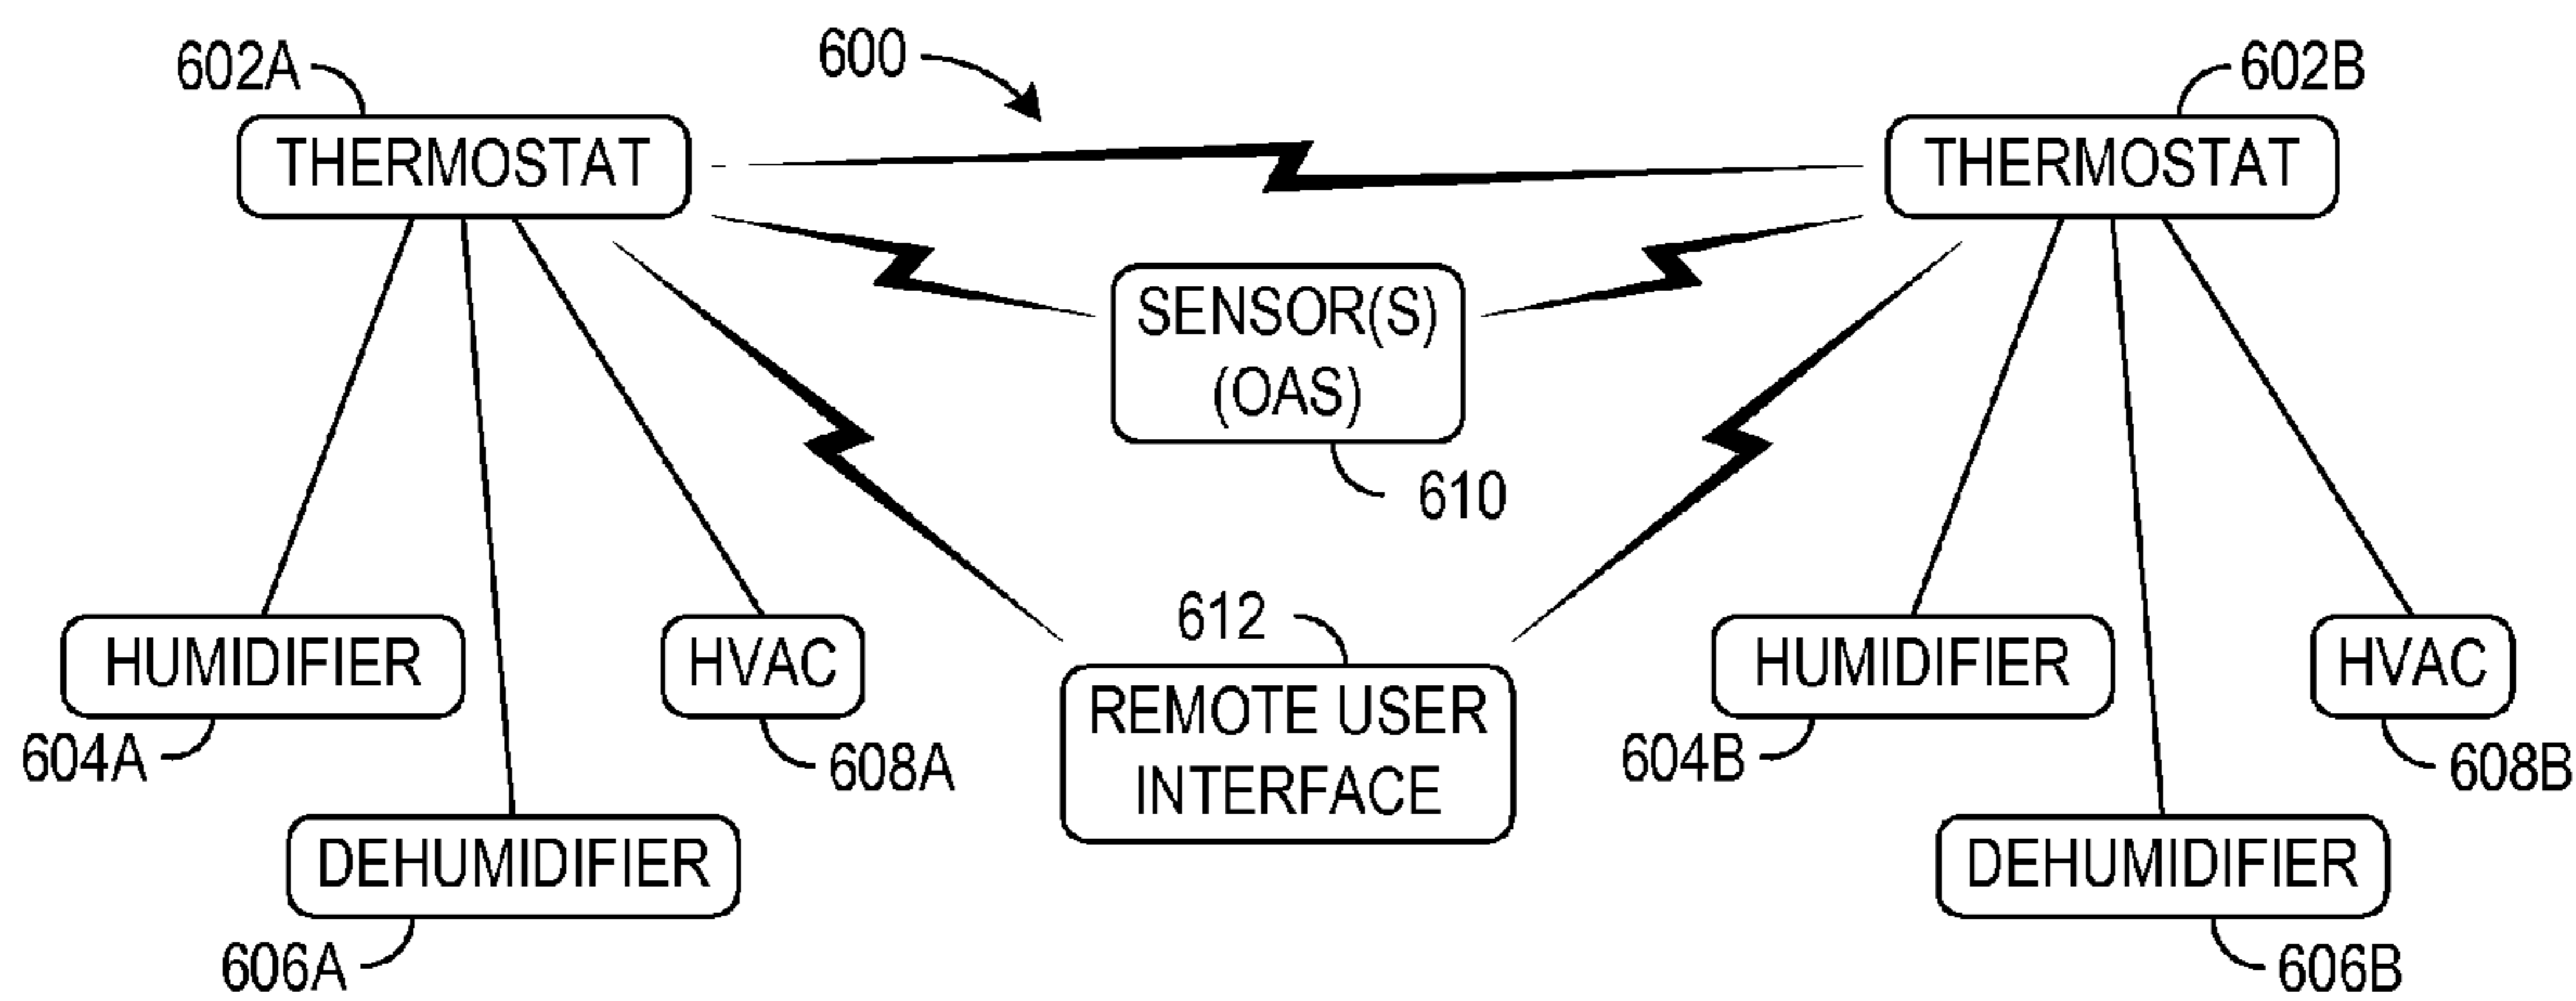 600
602A
602B
THERMOSTAT
THERMOSTAT
SENSOR(S)
(OAS)
610
612
HUMIDIFIER
HVAC
REMOTE USER
INTERFACE
HUMIDIFIER
HVAC
604A
608A
604B
608B
DEHUMIDIFIER
DEHUMIDIFIER
606A
606B